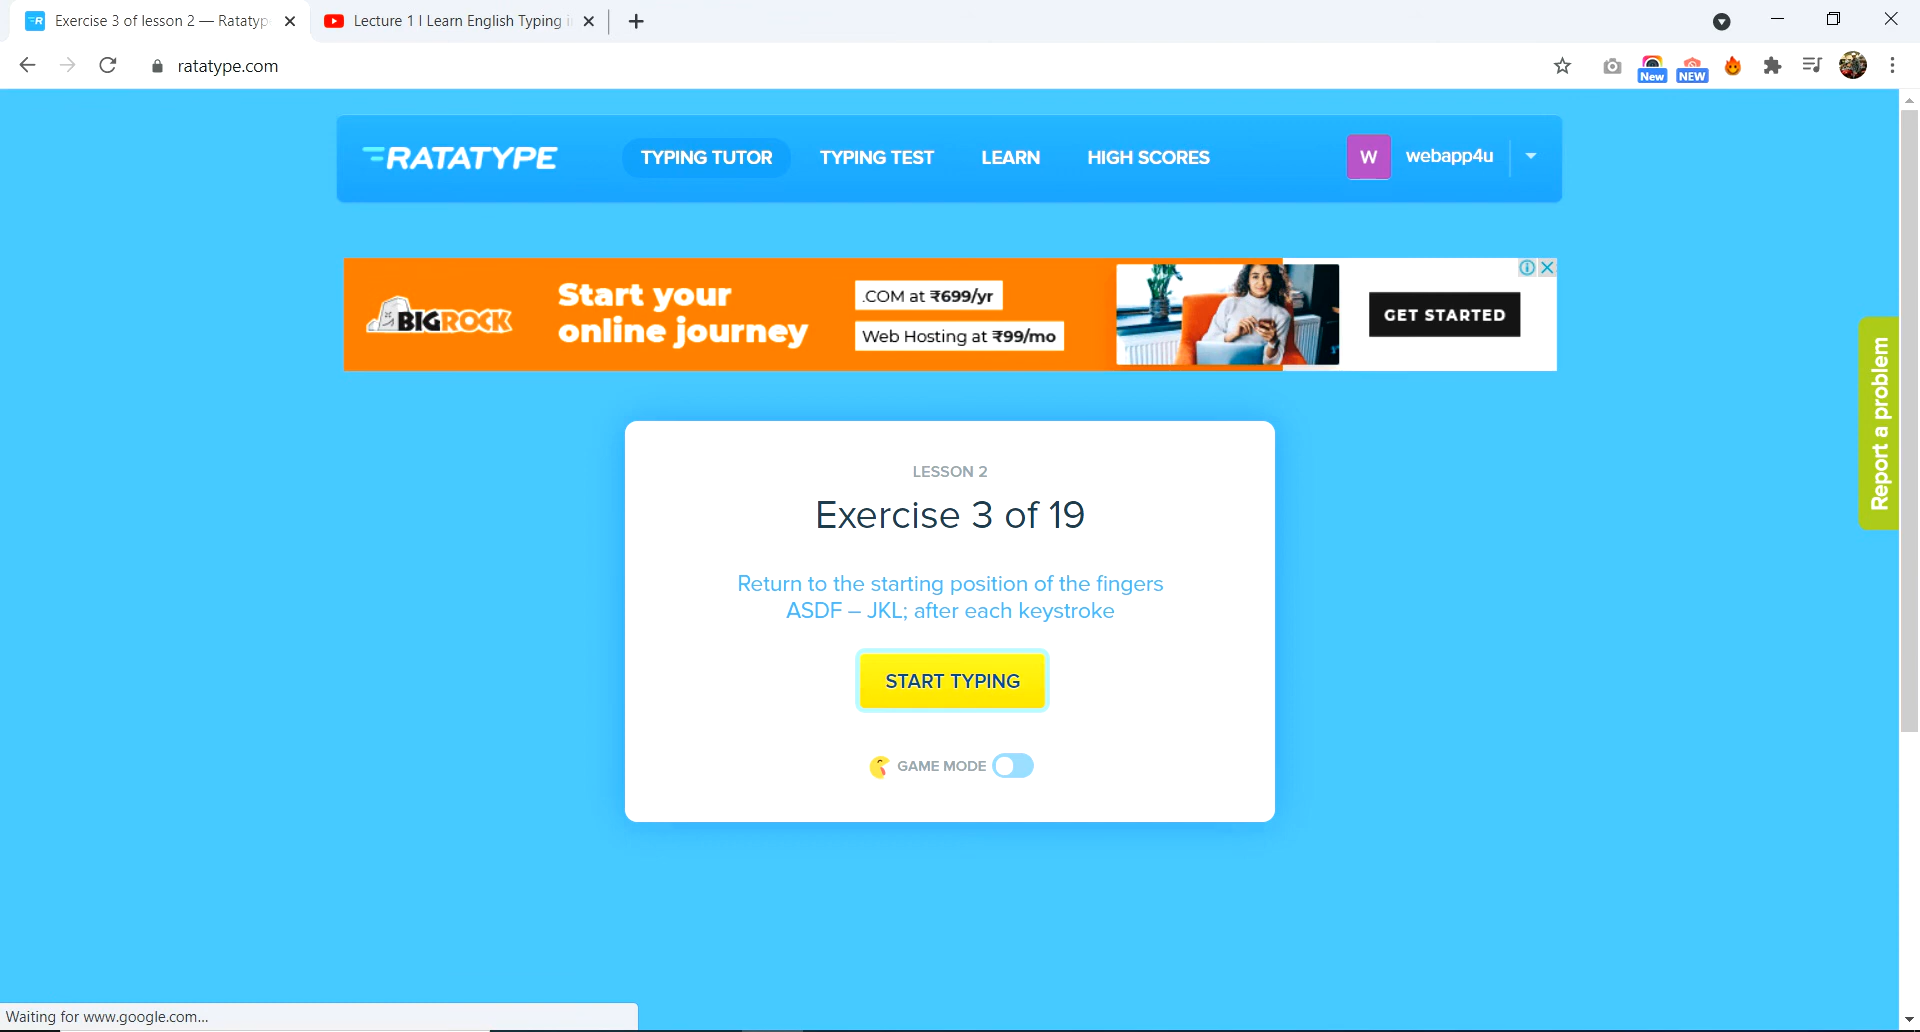 Exercise 3 of lesson 2 — Ratatyp
Lecture 1 l Learn English Typing i
ratatype.com
New
NEW
RATATYPE
TYPING TUTOR
TYPING TEST
LEARN
HIGH SCORES
W
webapp4u
BIGROCK
Start your
online journey
.COM at ₹699/yr
Web Hosting at ₹99/mo
GET STARTED
Report a problem
LESSON 2
Exercise 3 of 19
Return to the starting position of the fingers
ASDF – JKL; after each keystroke
START TYPING
GAME MODE
Waiting for www.google.com...